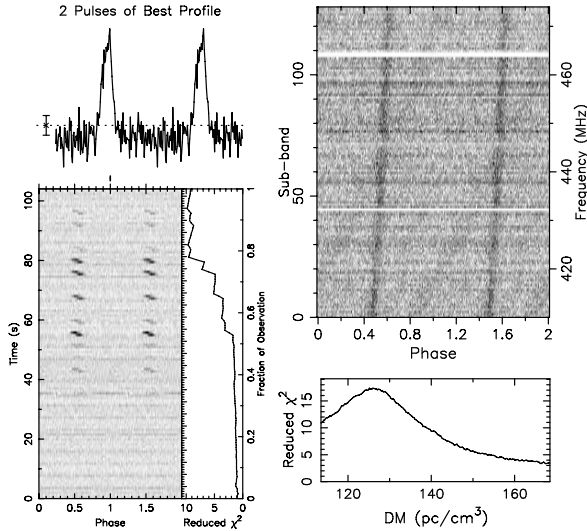 2 Pulses of Best Profile
Time (s)
0 20 40 60 80 100
0 0.5 1 1.5
Phase
10 5 0
Reduced χ2
0 0.2 0.4 0.6 0.8 1
Fraction of Observation
Sub-band
0 50 100
Frequency (MHz)
420 440 460
0 0.4 0.8 1.2 1.6 2
Phase
Reduced χ2
0 5 10 15
120 140 160
DM (pc/cm3)